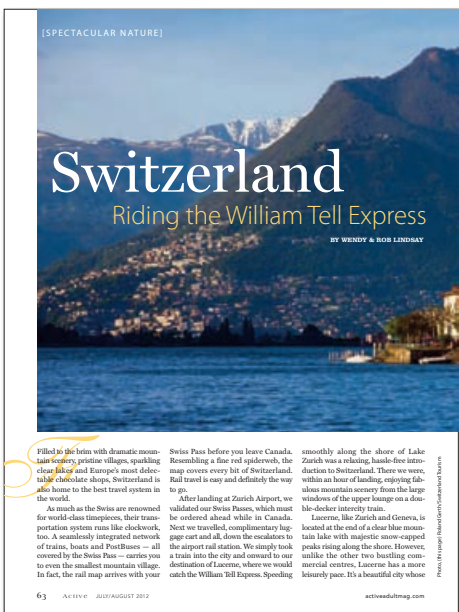 [SPECTACULAR NATURE]
Switzerland
Riding the William Tell Express
BY WENDY & ROB LINDSAY
Filled to the brim with dramatic moun-
tain scenery, pristine villages, sparkling
clear lakes and Europe's most delec-
table chocolate shops, Switzerland is
also home to the best travel system in
the world.
As much as the Swiss are renowned
for world-class timepieces, their trans-
portation system runs like clockwork,
too. A seamlessly integrated network
of trains, boats and PostBuses — all
covered by the Swiss Pass — carries you
to even the smallest mountain village.
In fact, the rail map arrives with your
Swiss Pass before you leave Canada.
Resembling a fine red spiderweb, the
map covers every bit of Switzerland.
Rail travel is easy and definitely the way
to go.
After landing at Zurich Airport, we
validated our Swiss Passes, which must
be ordered ahead while in Canada.
Next we travelled, complimentary lug-
gage cart and all, down the escalators to
the airport rail station. We simply took
a train into the city and onward to our
destination of Lucerne, where we would
catch the William Tell Express. Speeding
smoothly along the shore of Lake
Zurich was a relaxing, hassle-free intro-
duction to Switzerland. There we were,
within an hour of landing, enjoying fab-
ulous mountain scenery from the large
windows of the upper lounge on a dou-
ble-decker intercity train.
Lucerne, like Zurich and Geneva, is
located at the end of a clear blue moun-
tain lake with majestic snow-capped
peaks rising along the shore. However,
unlike the other two bustling com-
mercial centres, Lucerne has a more
leisurely pace. It's a beautiful city whose
Photo, (this page) Roland Gerth/Switzerland Tourism
63 Active JULY/AUGUST 2012
activeadultmag.com